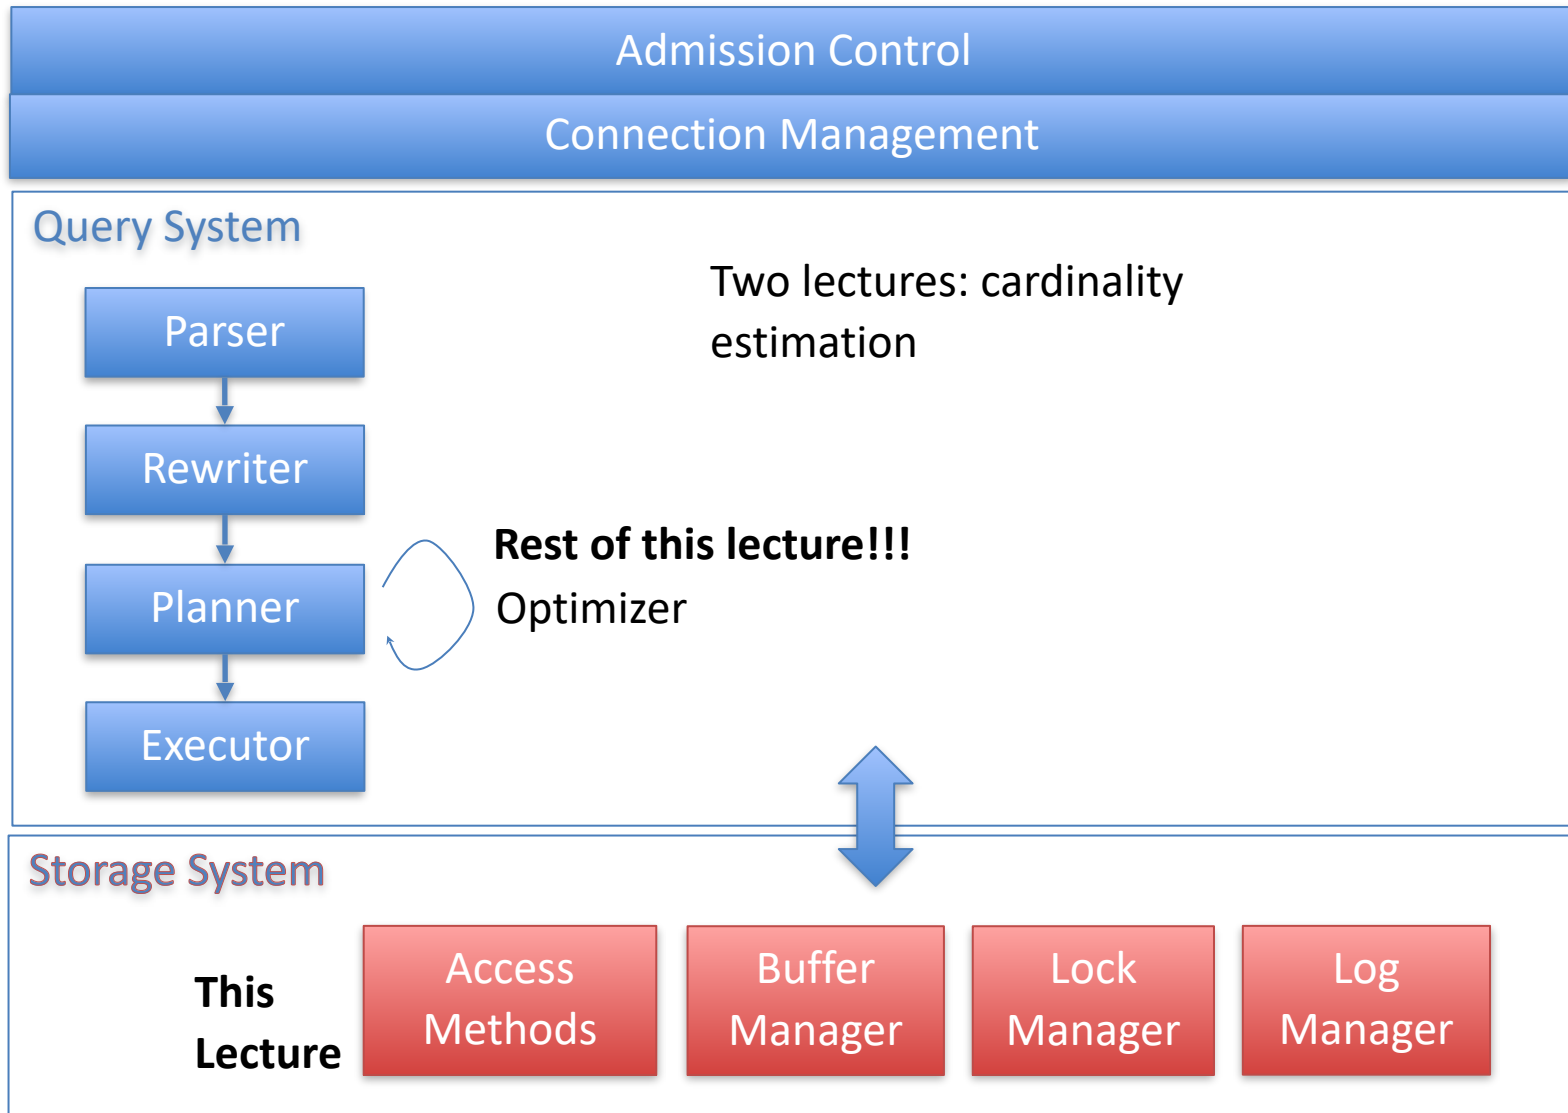 Admission Control
Connection Management
Query System
Two lectures: cardinality
estimation
Parser
Rewriter
Rest of this lecture!!!
Planner
Optimizer
Executor
Storage System
This
Lecture
Access
Methods
Buffer
Manager
Lock
Manager
Log
Manager